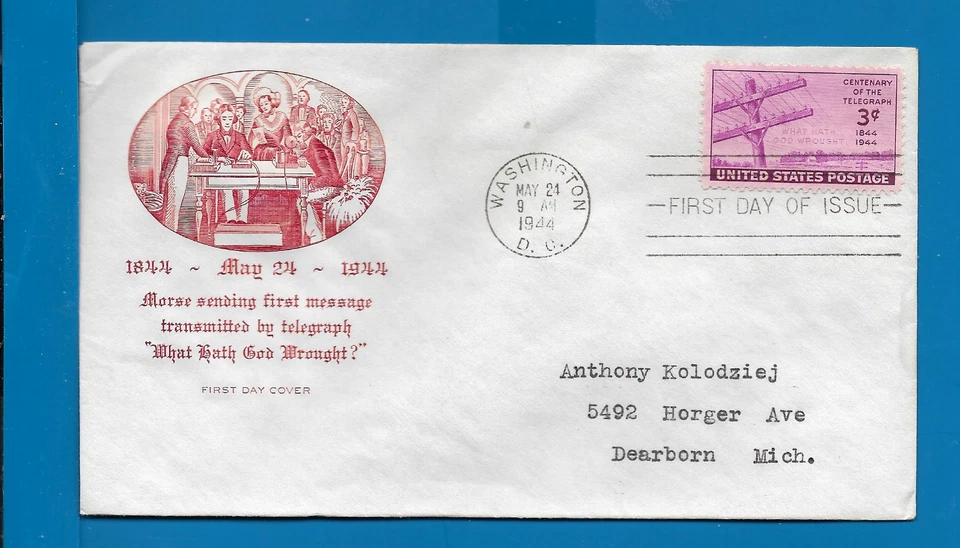 1844 ~ May 24 ~ 1944
Morse sending first message
transmitted by telegraph
"What Hath God Wrought?"
FIRST DAY COVER
WASHINGTON
MAY 24
9 AM
1944
D. C.
CENTENARY
OF THE
TELEGRAPH
3¢
1844
1944
WHAT HATH
GOD WROUGHT
UNITED STATES POSTAGE
FIRST DAY OF ISSUE
Anthony Kolodziej
5492 Horger Ave
Dearborn Mich.